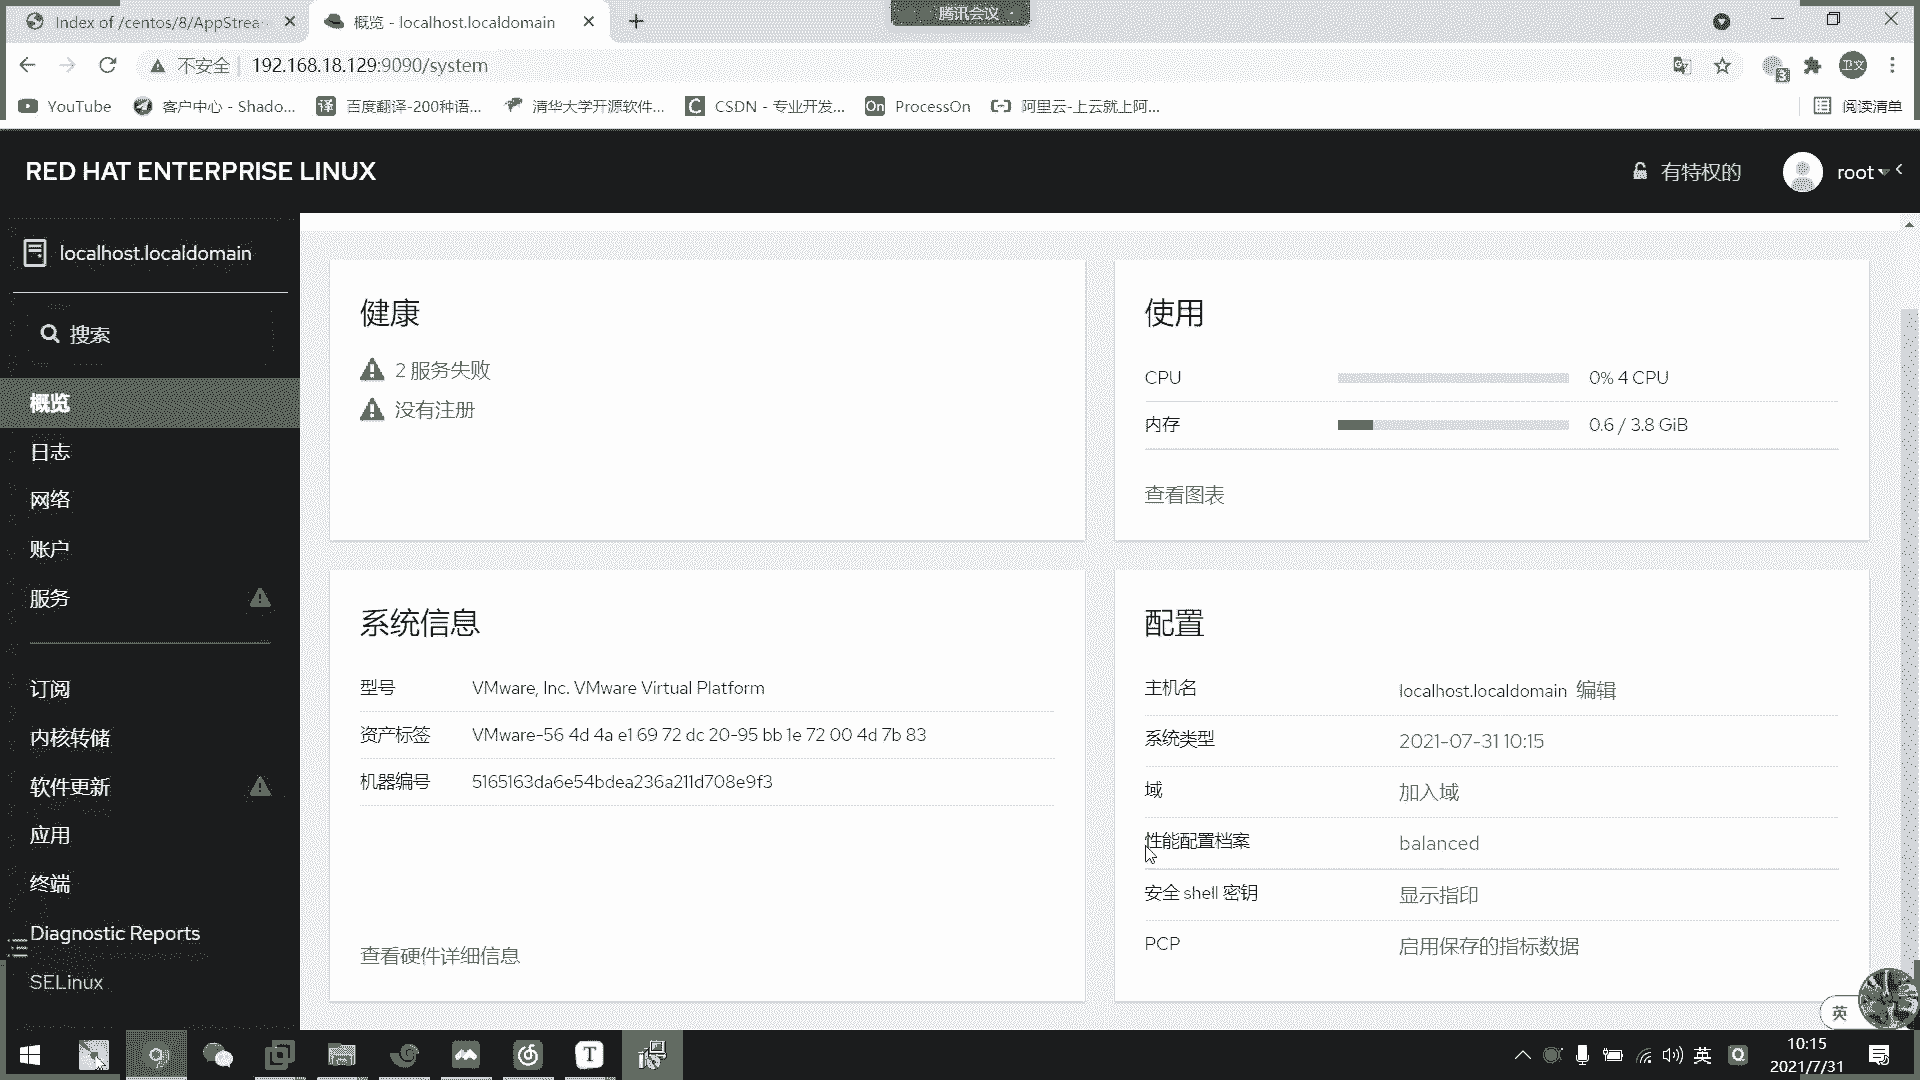 Index of /centos/8/AppStrea
概览 - localhost.localdomain
腾讯会议
不安全
192.168.18.129:9090/system
3
卫文
YouTube
客户中心 - Shado...
译 百度翻译-200种语...
清华大学开源软件...
C CSDN - 专业开发...
On ProcessOn
阿里云-上云就上阿...
阅读清单
RED HAT ENTERPRISE LINUX
有特权的
root
localhost.localdomain
搜索
概览
日志
网络
账户
服务
订阅
内核转储
软件更新
应用
终端
Diagnostic Reports
SELinux
健康
2 服务失败
没有注册
使用
CPU 0% 4 CPU
内存 0.6 / 3.8 GiB
查看图表
系统信息
型号 VMware, Inc. VMware Virtual Platform
资产标签 VMware-56 4d 4a e1 69 72 dc 20-95 bb 1e 72 00 4d 7b 83
机器编号 5165163da6e54bdea236a211d708e9f3
查看硬件详细信息
配置
主机名 localhost.localdomain 编辑
系统类型 2021-07-31 10:15
域 加入域
性能配置档案 balanced
安全 shell 密钥 显示指印
PCP 启用保存的指标数据
英
T
英
10:15
2021/7/31